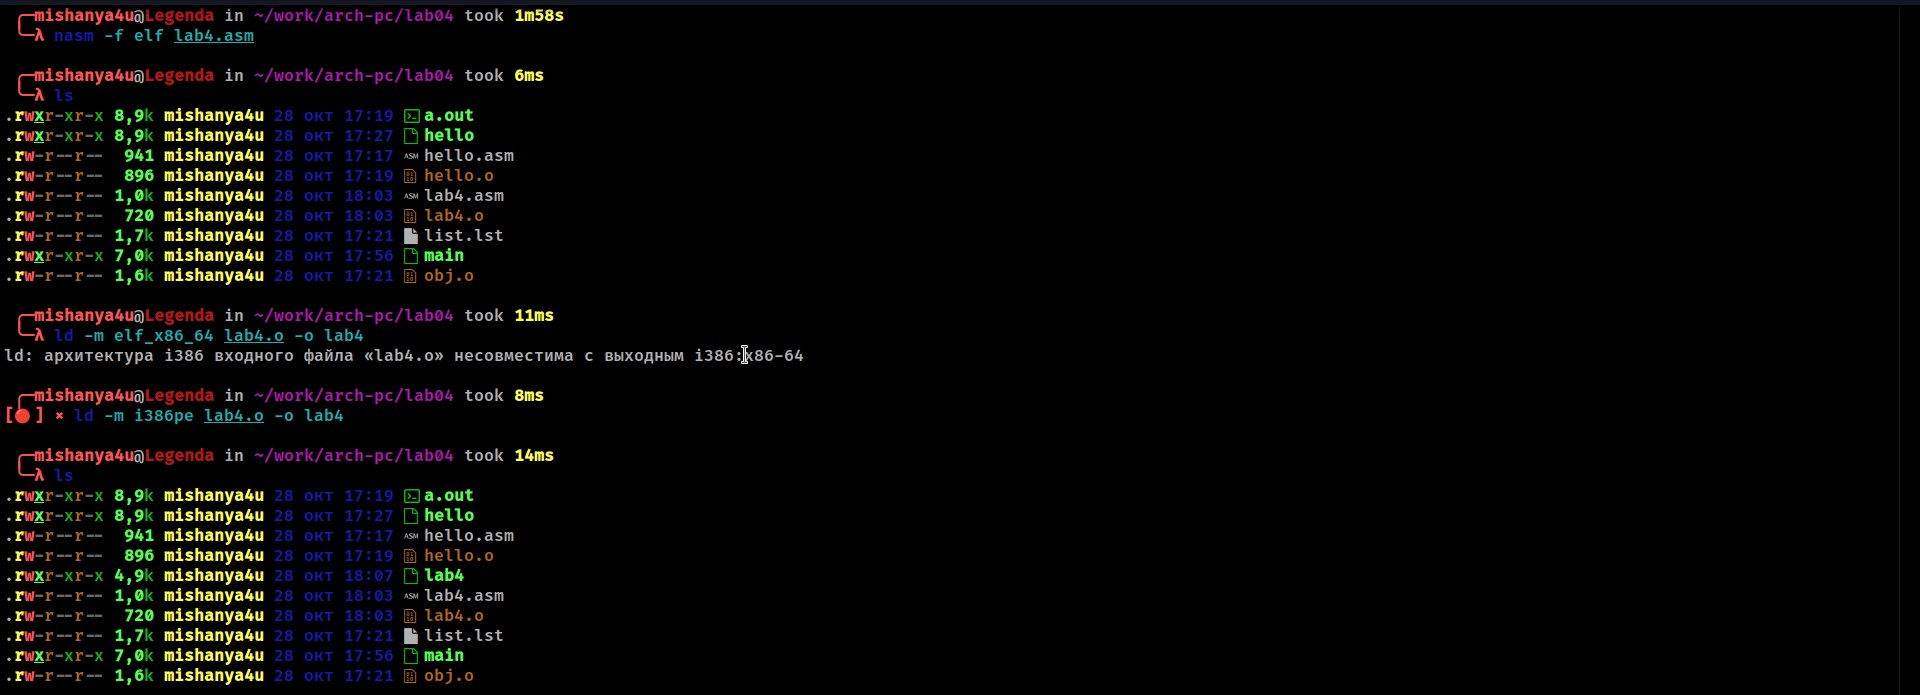 mishanya4u@Legenda in ~/work/arch-pc/lab04 took 1m58s
λ nasm -f elf lab4.asm
mishanya4u@Legenda in ~/work/arch-pc/lab04 took 6ms
λ ls
.rwxr-xr-x 8,9k mishanya4u 28 окт 17:19 a.out
.rwxr-xr-x 8,9k mishanya4u 28 окт 17:27 hello
.rw-r--r-- 941 mishanya4u 28 окт 17:17 ASM hello.asm
.rw-r--r-- 896 mishanya4u 28 окт 17:19 hello.o
.rw-r--r-- 1,0k mishanya4u 28 окт 18:03 ASM lab4.asm
.rw-r--r-- 720 mishanya4u 28 окт 18:03 lab4.o
.rw-r--r-- 1,7k mishanya4u 28 окт 17:21 list.lst
.rwxr-xr-x 7,0k mishanya4u 28 окт 17:56 main
.rw-r--r-- 1,6k mishanya4u 28 окт 17:21 obj.o
mishanya4u@Legenda in ~/work/arch-pc/lab04 took 11ms
λ ld -m elf_x86_64 lab4.o -o lab4
ld: архитектура i386 входного файла «lab4.o» несовместима с выходным i386:x86-64
mishanya4u@Legenda in ~/work/arch-pc/lab04 took 8ms
[🔴] ✖ ld -m i386pe lab4.o -o lab4
mishanya4u@Legenda in ~/work/arch-pc/lab04 took 14ms
λ ls
.rwxr-xr-x 8,9k mishanya4u 28 окт 17:19 a.out
.rwxr-xr-x 8,9k mishanya4u 28 окт 17:27 hello
.rw-r--r-- 941 mishanya4u 28 окт 17:17 ASM hello.asm
.rw-r--r-- 896 mishanya4u 28 окт 17:19 hello.o
.rwxr-xr-x 4,9k mishanya4u 28 окт 18:07 lab4
.rw-r--r-- 1,0k mishanya4u 28 окт 18:03 ASM lab4.asm
.rw-r--r-- 720 mishanya4u 28 окт 18:03 lab4.o
.rw-r--r-- 1,7k mishanya4u 28 окт 17:21 list.lst
.rwxr-xr-x 7,0k mishanya4u 28 окт 17:56 main
.rw-r--r-- 1,6k mishanya4u 28 окт 17:21 obj.o